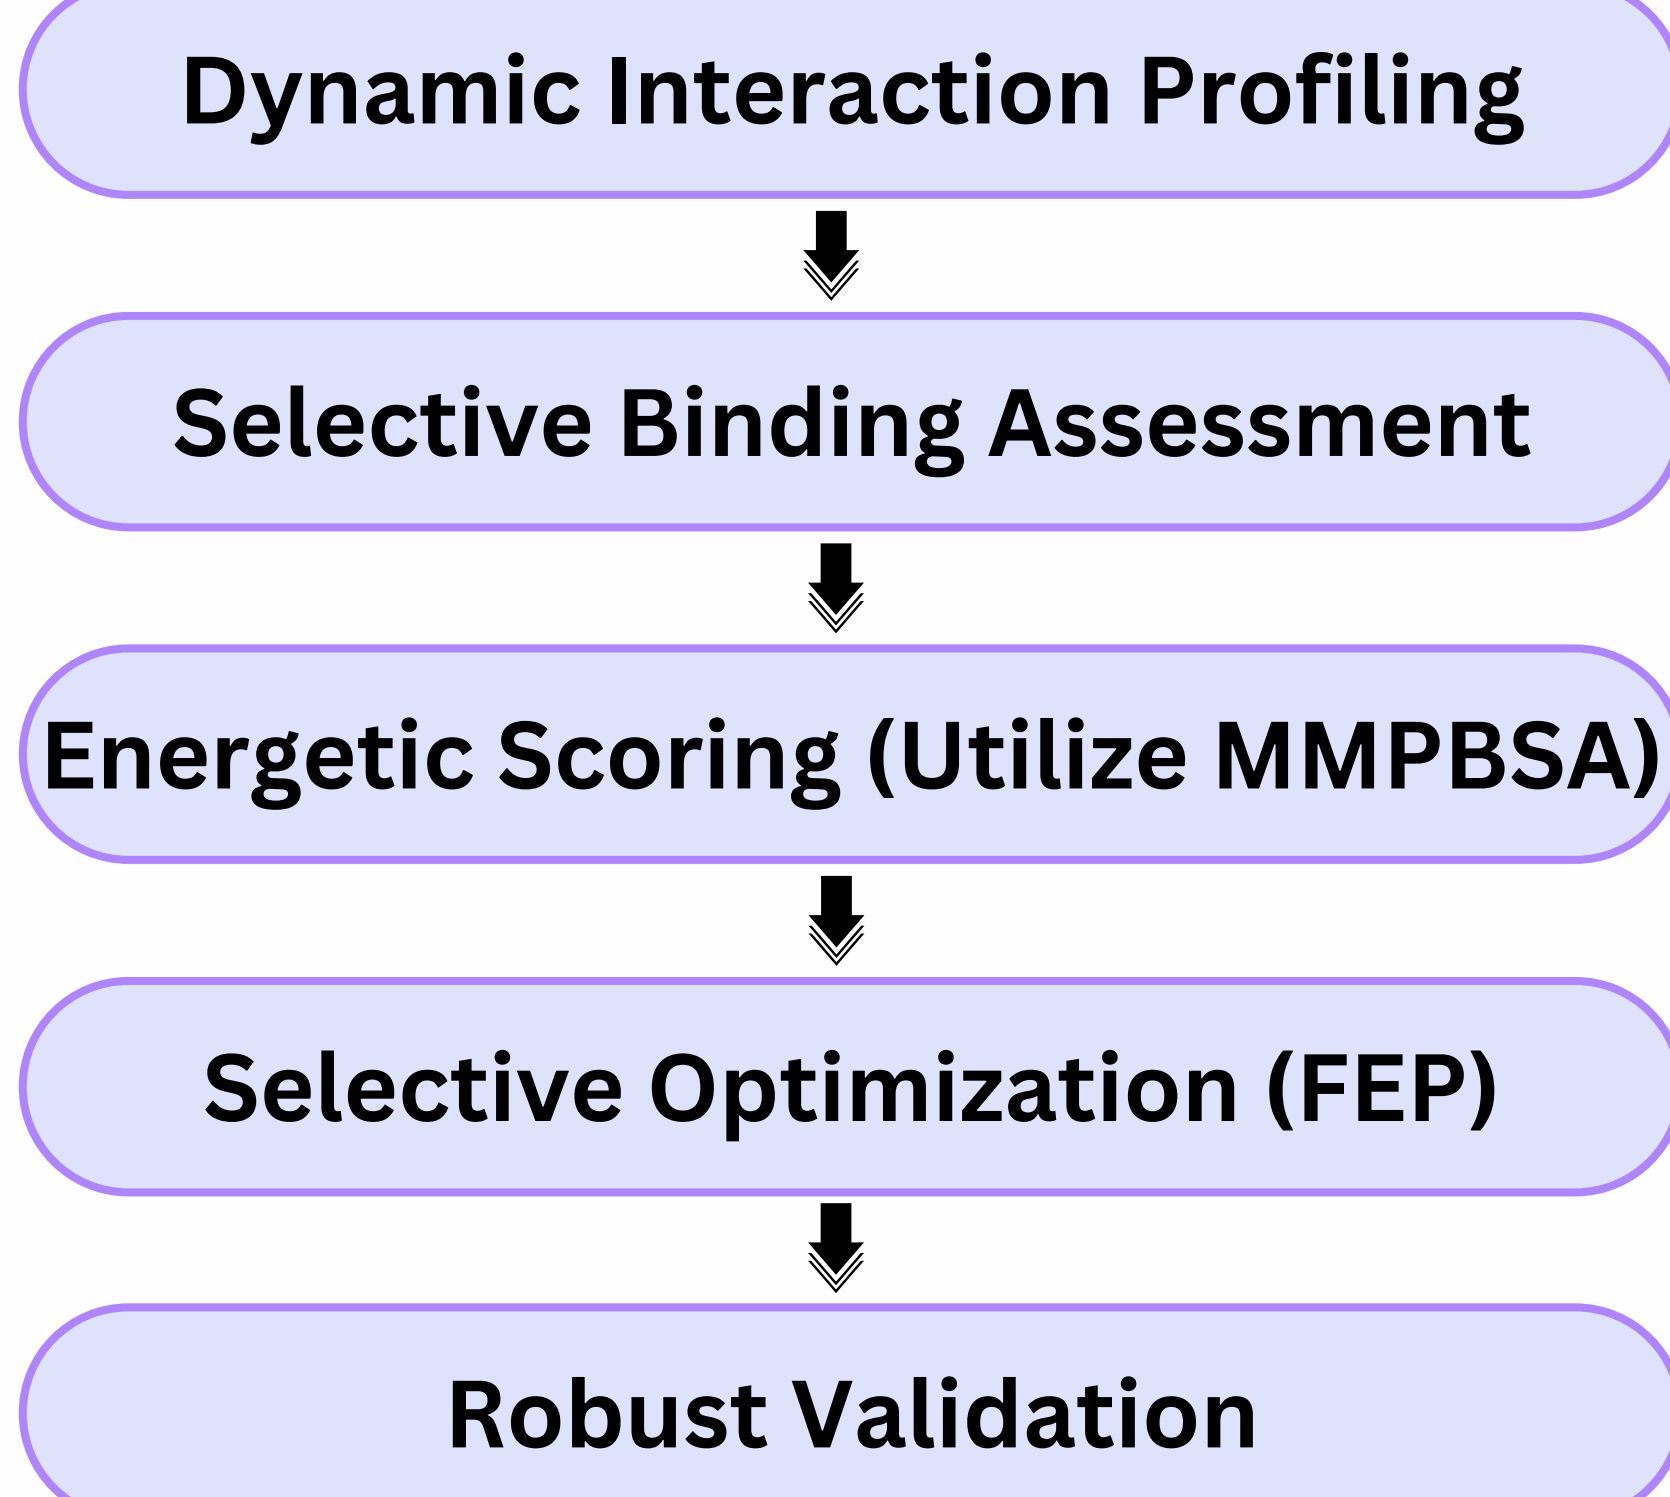 Dynamic Interaction Profiling
Selective Binding Assessment
Energetic Scoring (Utilize MMPBSA)
Selective Optimization (FEP)
Robust Validation